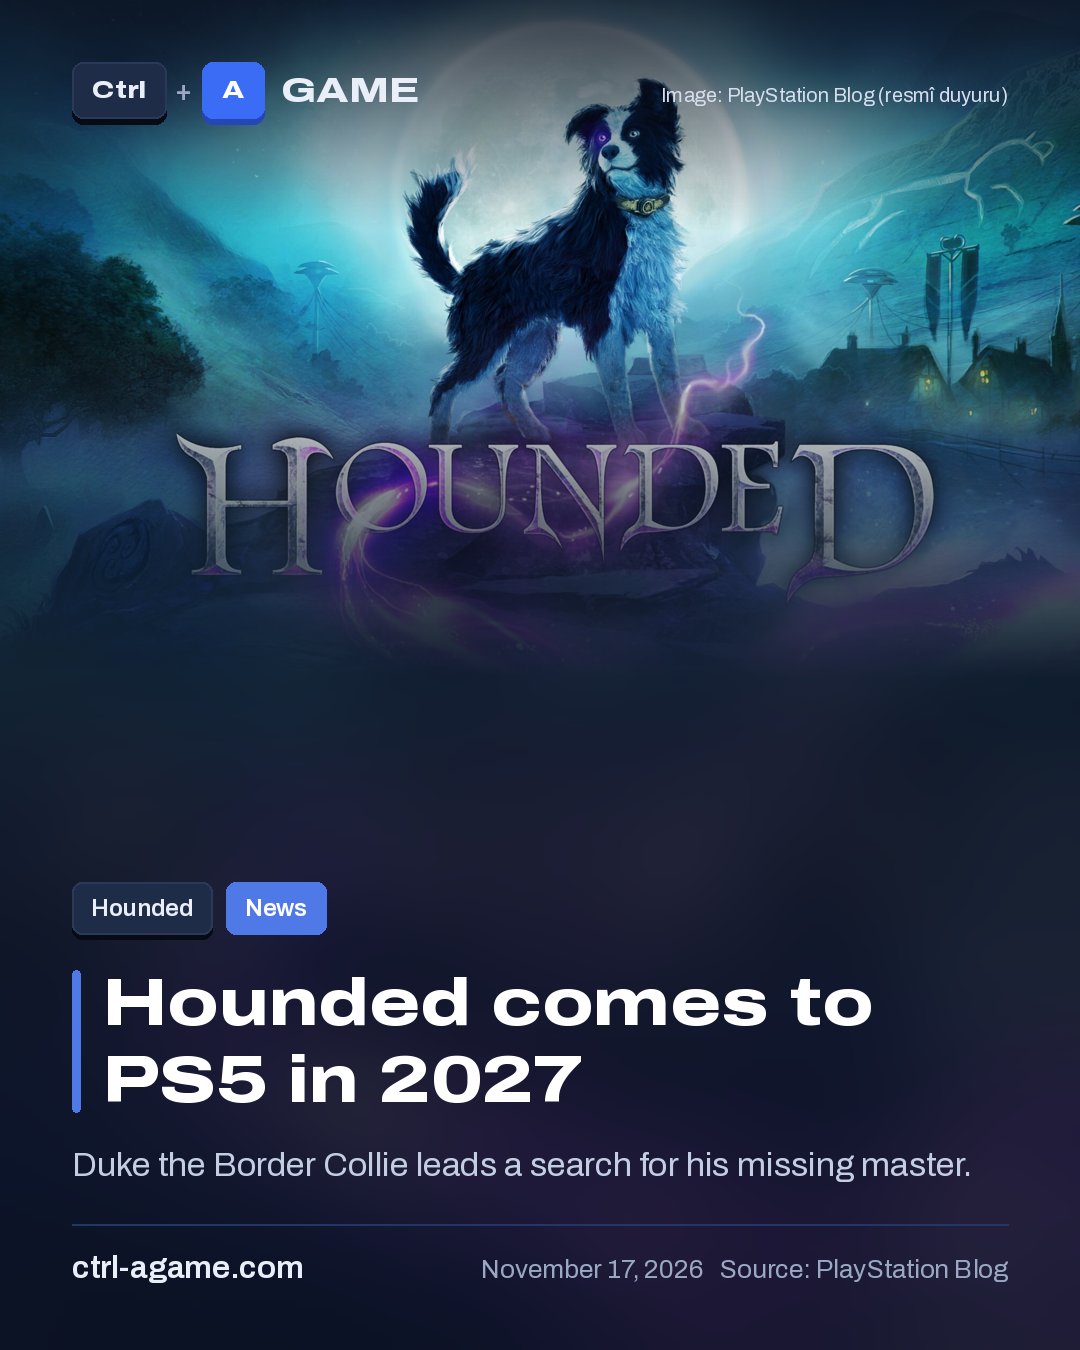 Ctrl + A GAME
Image: PlayStation Blog (resmî duyuru)
HOUNDED
Hounded News
Hounded comes to
PS5 in 2027
Duke the Border Collie leads a search for his missing master.
ctrl-agame.com
November 17, 2026 Source: PlayStation Blog